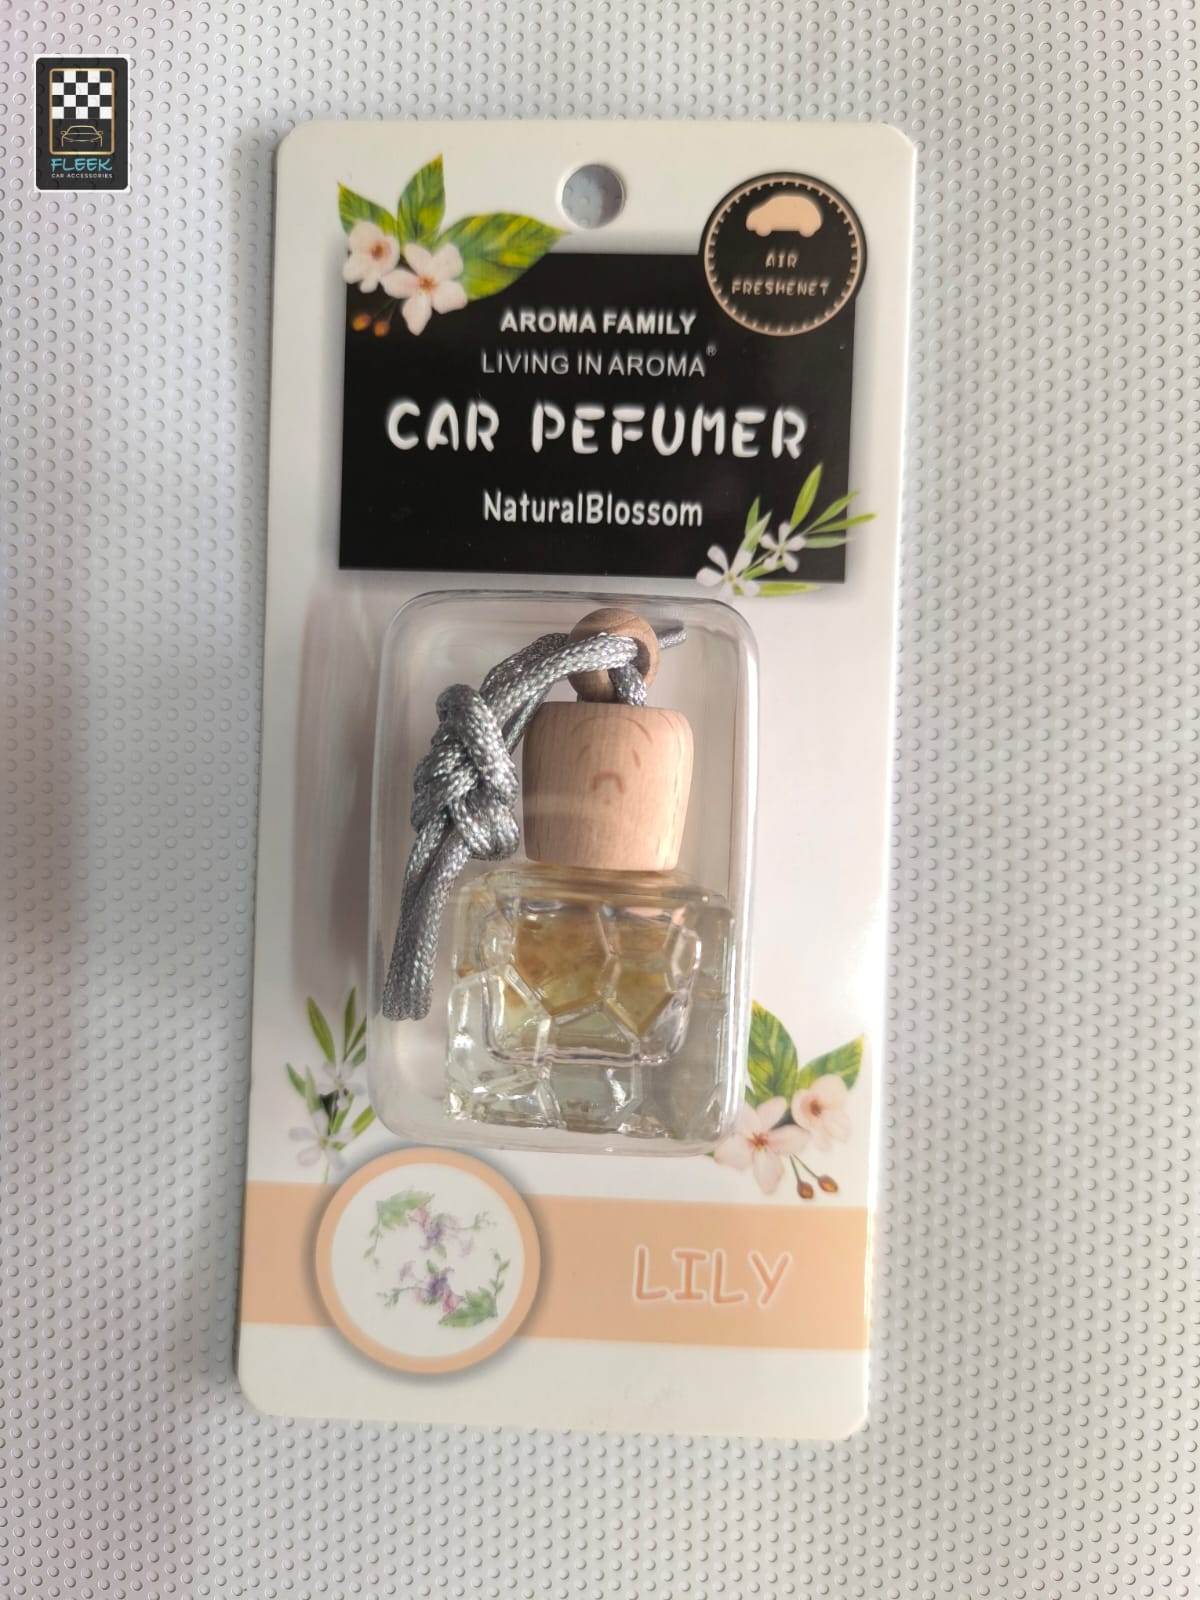 FLEEK
CAR ACCESSORIES
AIR
FRESHENET
AROMA FAMILY
LIVING IN AROMA®
CAR PEFUMER
NaturalBlossom
LILY